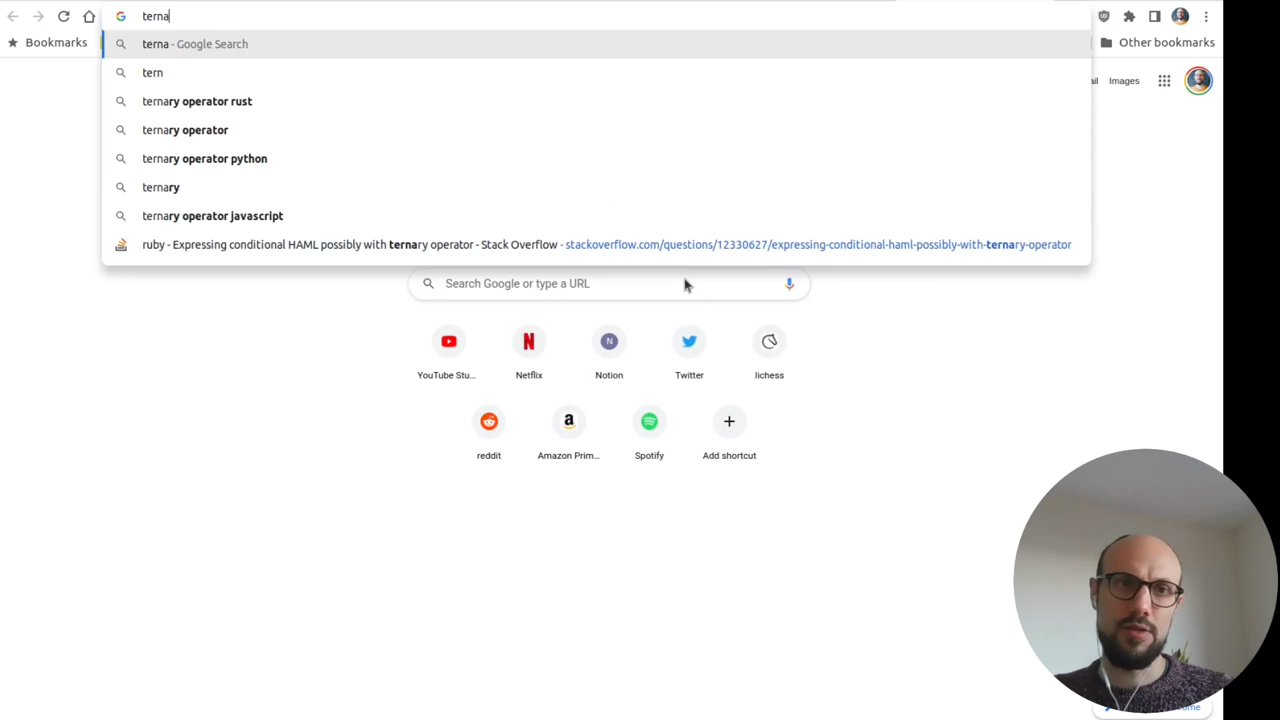 terna
Bookmarks
Other bookmarks
terna - Google Search
tern
ternary operator rust
ternary operator
ternary operator python
ternary
ternary operator javascript
ruby - Expressing conditional HAML possibly with ternary operator - Stack Overflow - stackoverflow.com/questions/12330627/expressing-conditional-haml-possibly-with-ternary-operator
ail Images
Search Google or type a URL
N
N
a
YouTube Stu... Netflix Notion Twitter lichess
reddit Amazon Prim... Spotify Add shortcut